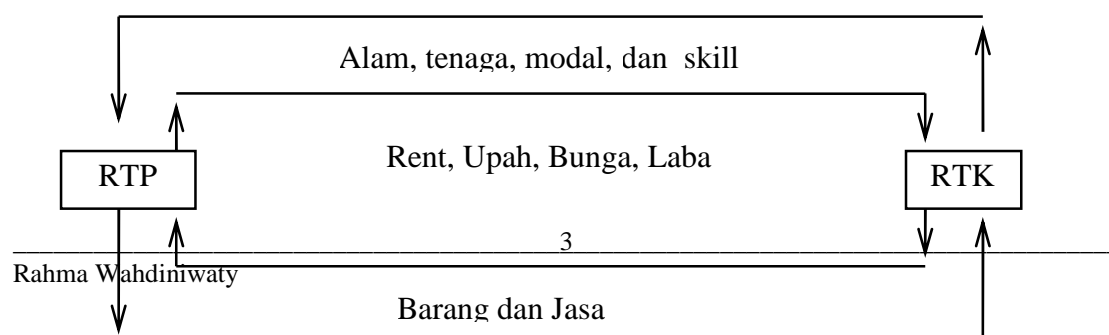 Alam, tenaga, modal, dan skill
Rent, Upah, Bunga, Laba
RTP
RTK
3
Rahma Wahdiniwaty
Barang dan Jasa